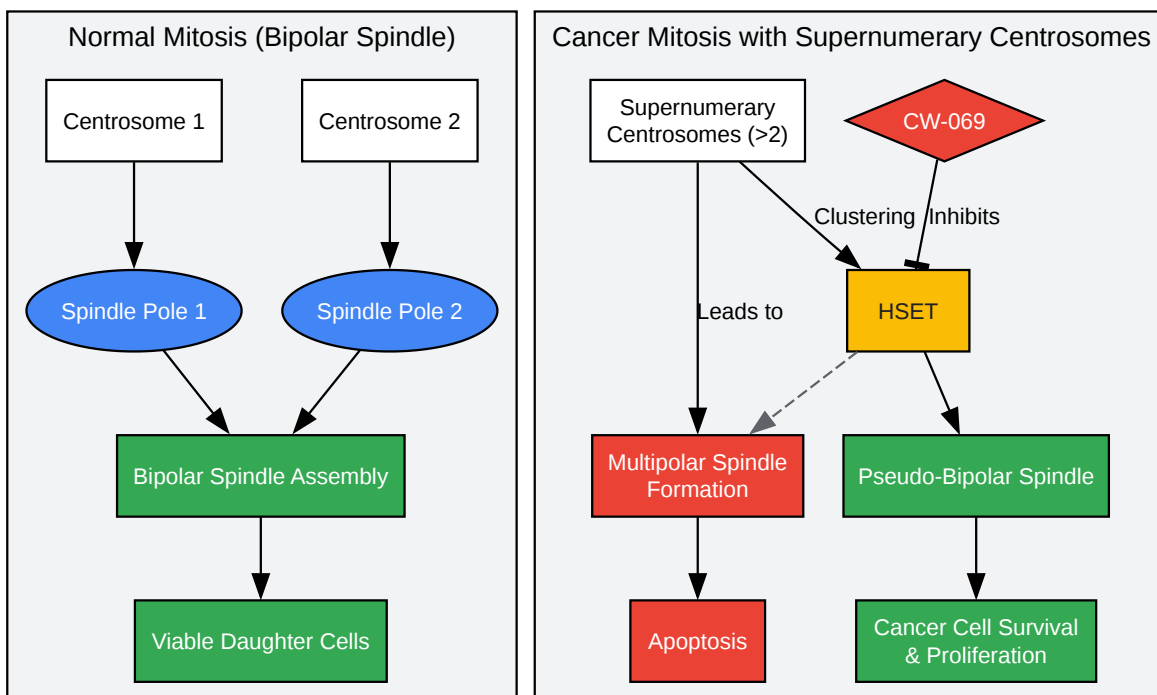 Normal Mitosis (Bipolar Spindle)
Centrosome 1
Centrosome 2
Spindle Pole 1
Spindle Pole 2
Bipolar Spindle Assembly
Viable Daughter Cells
Cancer Mitosis with Supernumerary Centrosomes
Supernumerary
Centrosomes (>2)
CW-069
Clustering
Inhibits
HSET
Leads to
Multipolar Spindle
Formation
Pseudo-Bipolar Spindle
Apoptosis
Cancer Cell Survival
& Proliferation